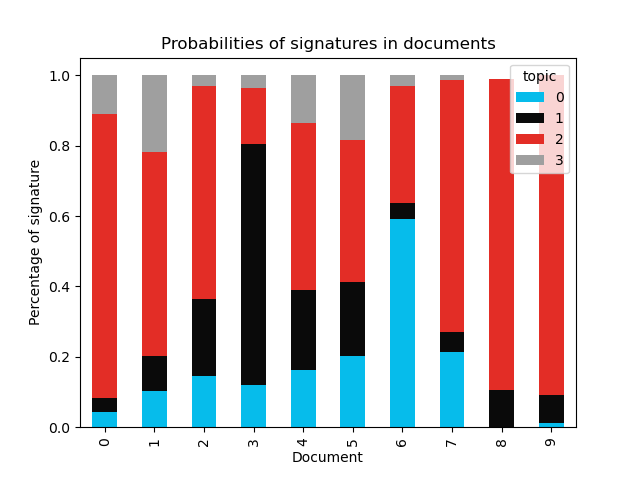 Probabilities of signatures in documents
topic
0
1
2
3
Percentage of signature
1.0
0.8
0.6
0.4
0.2
0.0
0 1 2 3 4 5 6 7 8 9
Document